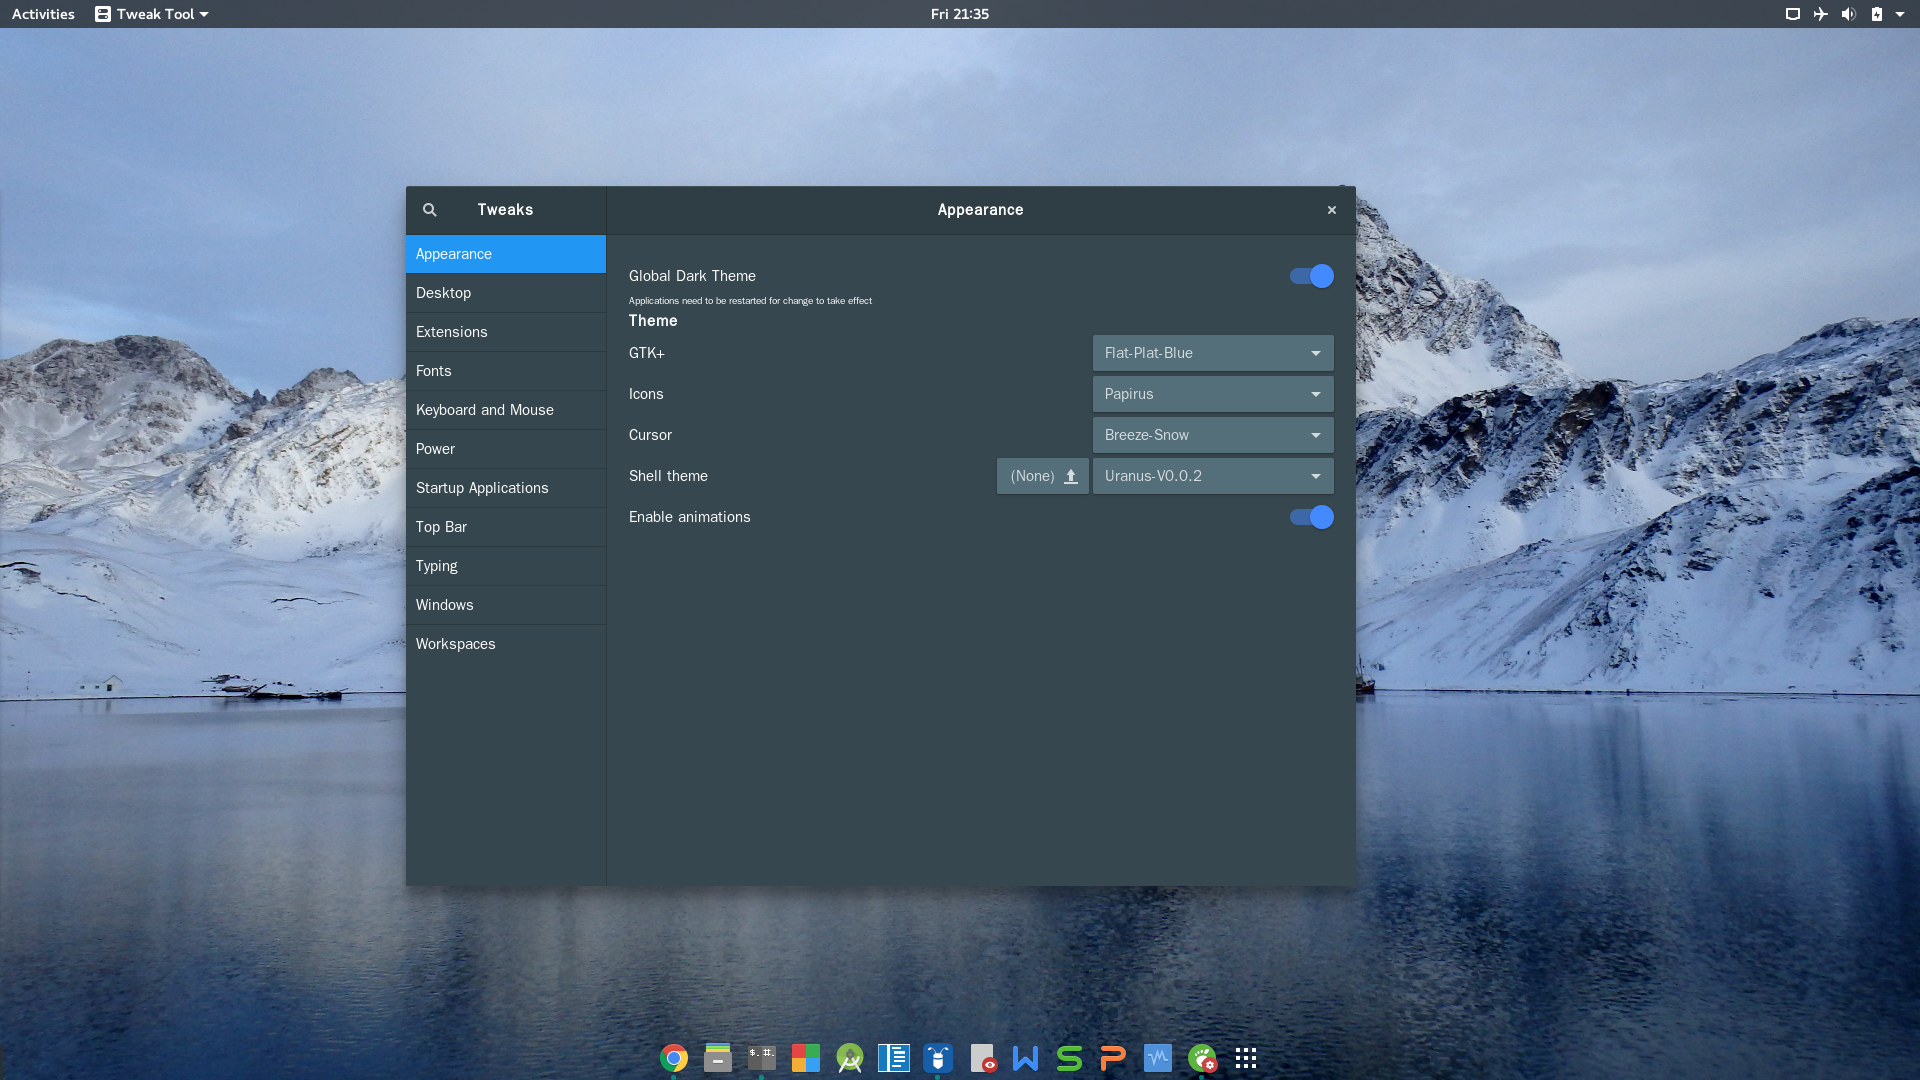 Activities
Tweak Tool
Fri 21:35
Tweaks
Appearance
Appearance
Desktop
Extensions
Fonts
Keyboard and Mouse
Power
Startup Applications
Top Bar
Typing
Windows
Workspaces
Global Dark Theme
Applications need to be restarted for change to take effect
Theme
GTK+
Flat-Plat-Blue
Icons
Papirus
Cursor
Breeze-Snow
Shell theme
(None)
Uranus-V0.0.2
Enable animations
$. #.